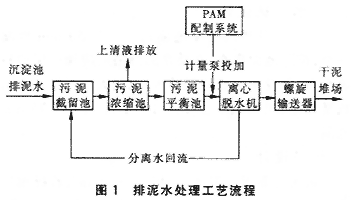 PAM
配制系统
上清液排放
计量泵投加
沉淀池
排泥水
污泥
截留池
污泥
浓缩池
污泥
平衡池
离心
脱水机
螺旋
输送器
干泥
堆场
分离水回流
图1 排泥水处理工艺流程